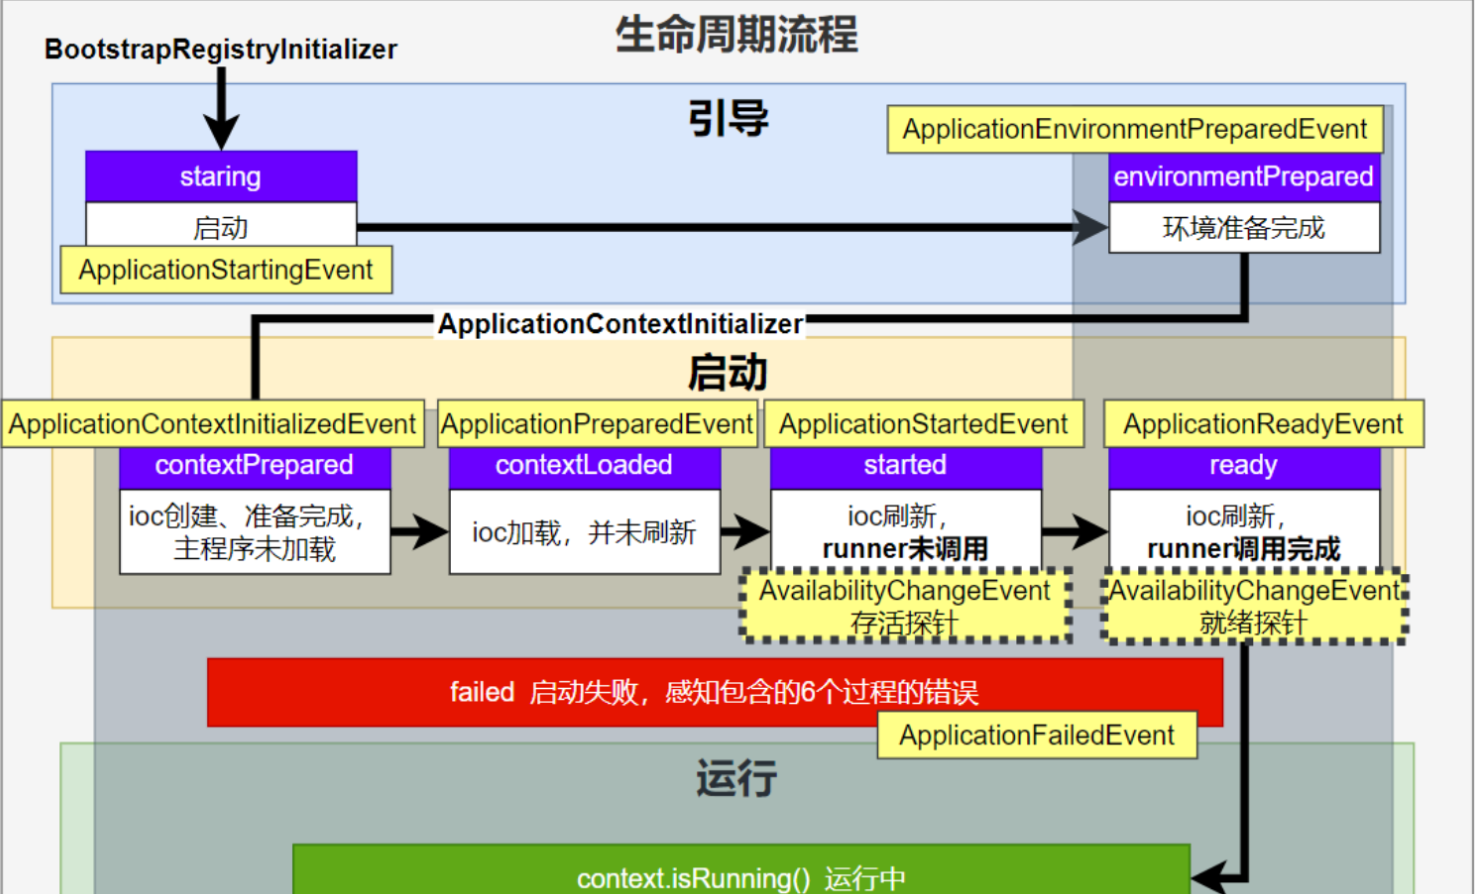 生命周期流程
BootstrapRegistryInitializer
引导
ApplicationEnvironmentPreparedEvent
staring
environmentPrepared
启动
环境准备完成
ApplicationStartingEvent
ApplicationContextInitializer
启动
ApplicationContextInitializedEvent
ApplicationPreparedEvent
ApplicationStartedEvent
ApplicationReadyEvent
contextPrepared
contextLoaded
started
ready
ioc创建、准备完成，
主程序未加载
ioc加载，并未刷新
ioc刷新，
runner未调用
ioc刷新，
runner调用完成
AvailabilityChangeEvent
存活探针
AvailabilityChangeEvent
就绪探针
failed 启动失败，感知包含的6个过程的错误
ApplicationFailedEvent
运行
context.isRunning() 运行中